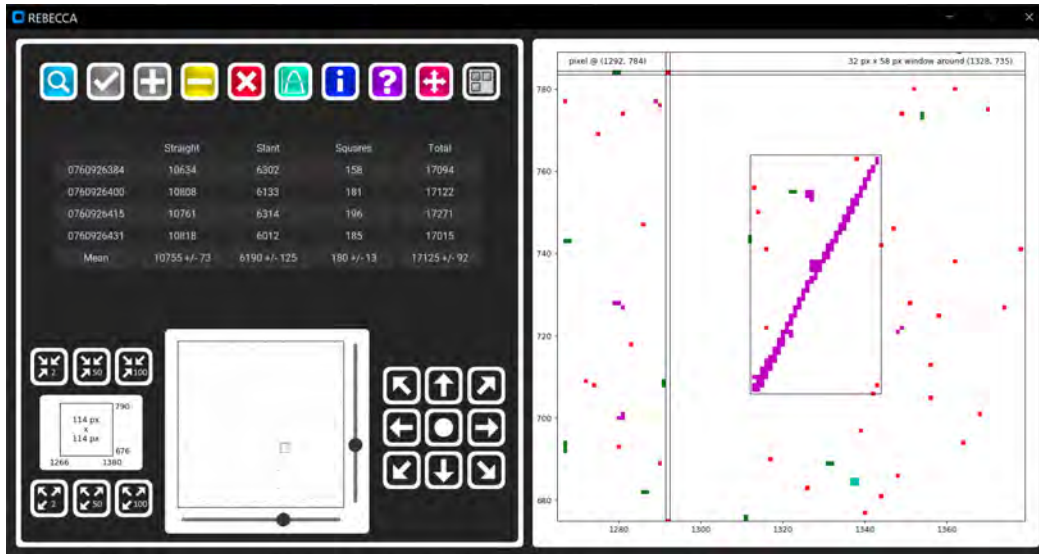 REBECCA
Straight Slant Squares Total
0760926384 10634 6302 158 17094
0760926400 10808 6133 181 17122
0760926415 10761 6314 196 17271
0760926431 10818 6012 185 17015
Mean 10755 +/- 73 6190 +/- 125 180 +/- 13 17125 +/- 92
2 50 100
790
114 px
x
114 px
676
1266 1380
2 50 100
pixel @ (1292, 784) 32 px x 58 px window around (1328, 735)
780
760
740
720
700
680
1280 1300 1320 1340 1360